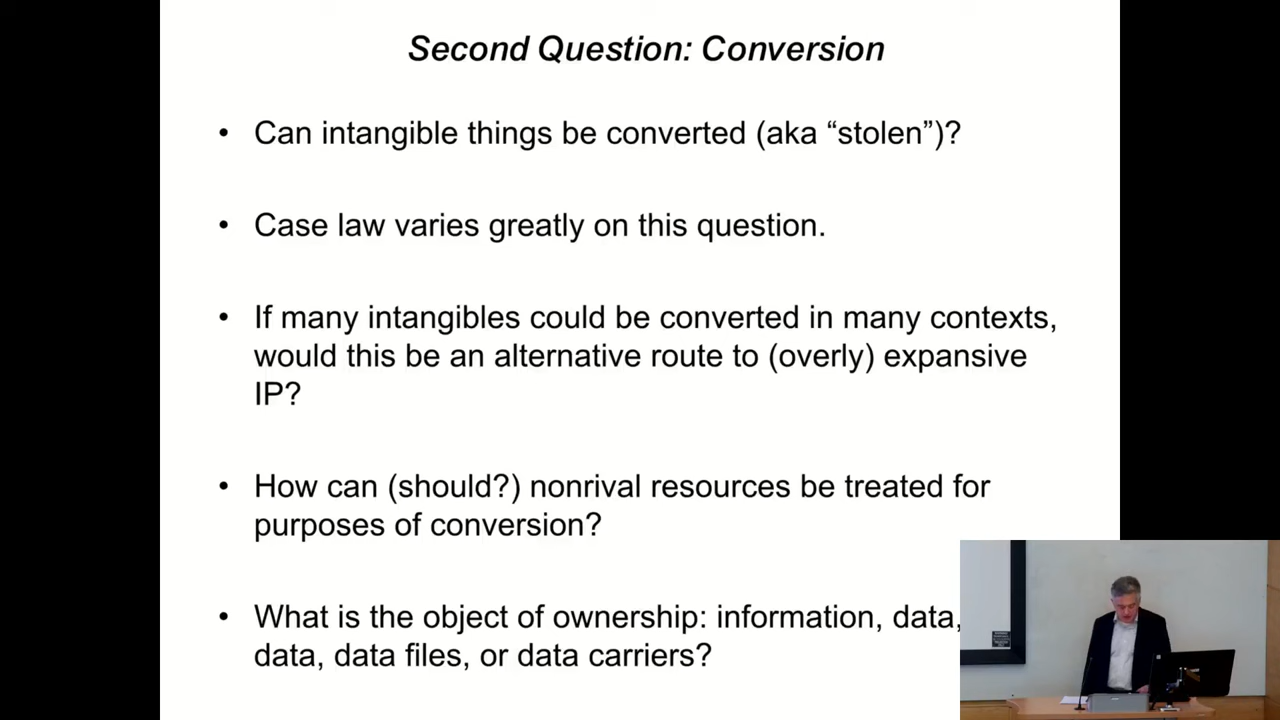 Second Question: Conversion
• Can intangible things be converted (aka “stolen”)?
• Case law varies greatly on this question.
• If many intangibles could be converted in many contexts,
would this be an alternative route to (overly) expansive
IP?
• How can (should?) nonrival resources be treated for
purposes of conversion?
• What is the object of ownership: information, data,
data, data files, or data carriers?